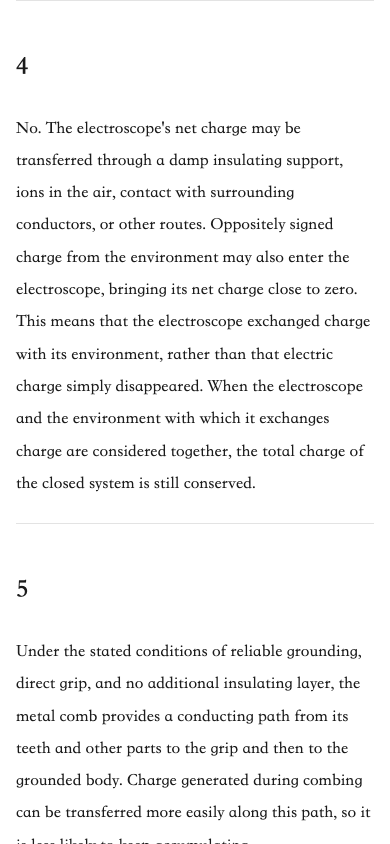 4
No. The electroscope's net charge may be
transferred through a damp insulating support,
ions in the air, contact with surrounding
conductors, or other routes. Oppositely signed
charge from the environment may also enter the
electroscope, bringing its net charge close to zero.
This means that the electroscope exchanged charge
with its environment, rather than that electric
charge simply disappeared. When the electroscope
and the environment with which it exchanges
charge are considered together, the total charge of
the closed system is still conserved.
5
Under the stated conditions of reliable grounding,
direct grip, and no additional insulating layer, the
metal comb provides a conducting path from its
teeth and other parts to the grip and then to the
grounded body. Charge generated during combing
can be transferred more easily along this path, so it
is less likely to keep accumulating.